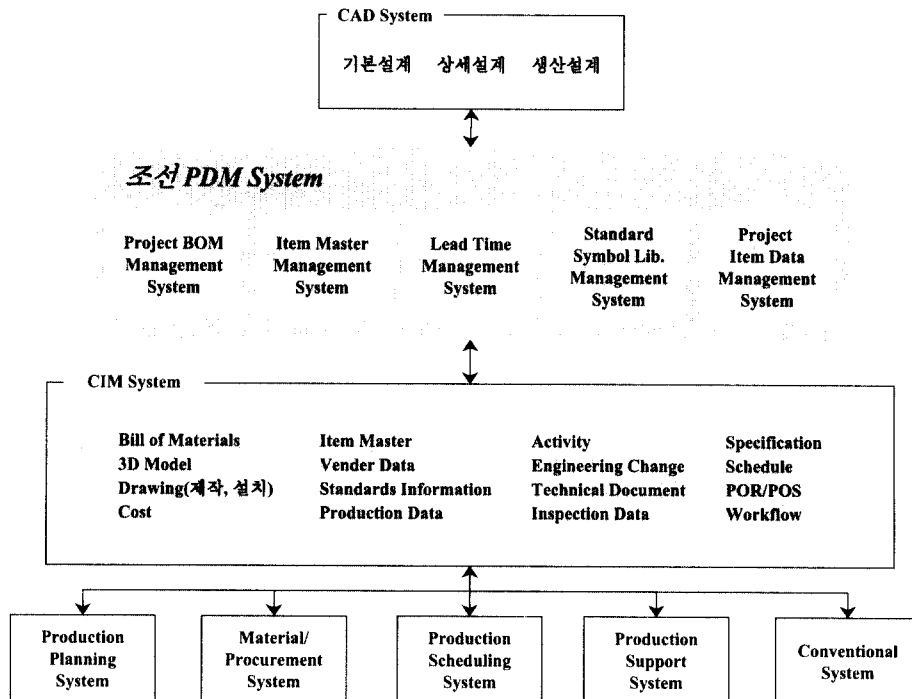 CAD System
기본설계 상세설계 생산설계
조선 PDM System
Project BOM
Management
System
Item Master
Management
System
Lead Time
Management
System
Standard
Symbol Lib.
Management
System
Project
Item Data
Management
System
CIM System
Bill of Materials Item Master Activity Specification
3D Model Vender Data Engineering Change Schedule
Drawing(제작, 설치) Standards Information Technical Document POR/POS
Cost Production Data Inspection Data Workflow
Production
Planning
System
Material/
Procurement
System
Production
Scheduling
System
Production
Support
System
Conventional
System